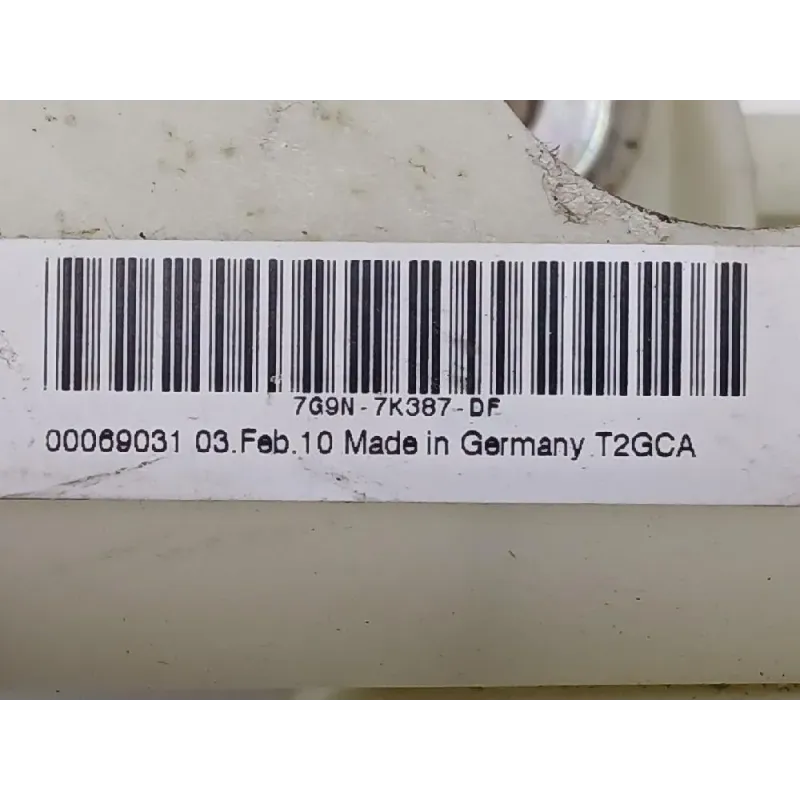 7G9N-7K387-DF
00069031 03.Feb.10 Made in Germany T2GCA